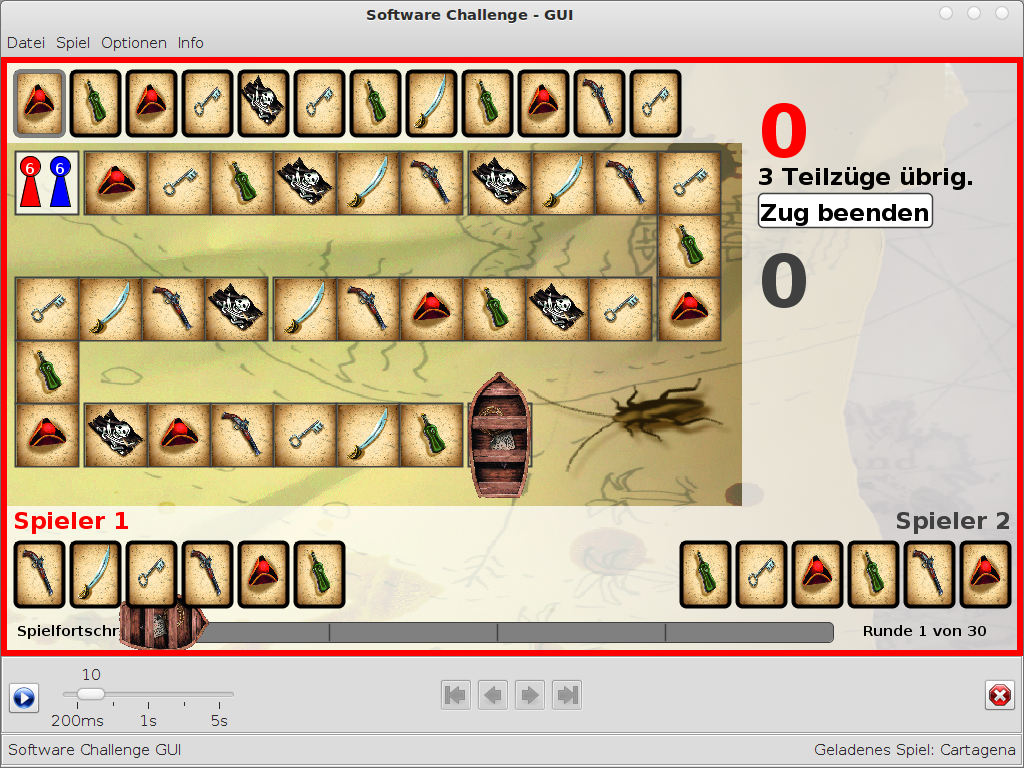 Software Challenge - GUI
Datei Spiel Optionen Info
0
3 Teilzüge übrig.
Zug beenden
0
6 6
Spieler 1
Spieler 2
Spielfortschr
Runde 1 von 30
10
200ms 1s 5s
Software Challenge GUI
Geladenes Spiel: Cartagena